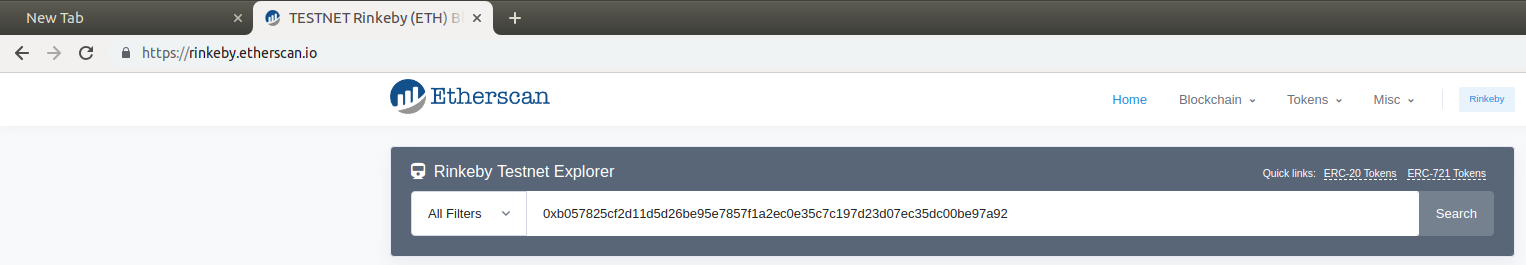 New Tab
TESTNET Rinkeby (ETH) Bl
https://rinkeby.etherscan.io
Etherscan
Home Blockchain Tokens Misc Rinkeby
Rinkeby Testnet Explorer
Quick links: ERC-20 Tokens ERC-721 Tokens
All Filters 0xb057825cf2d11d5d26be95e7857f1a2ec0e35c7c197d23d07ec35dc00be97a92 Search